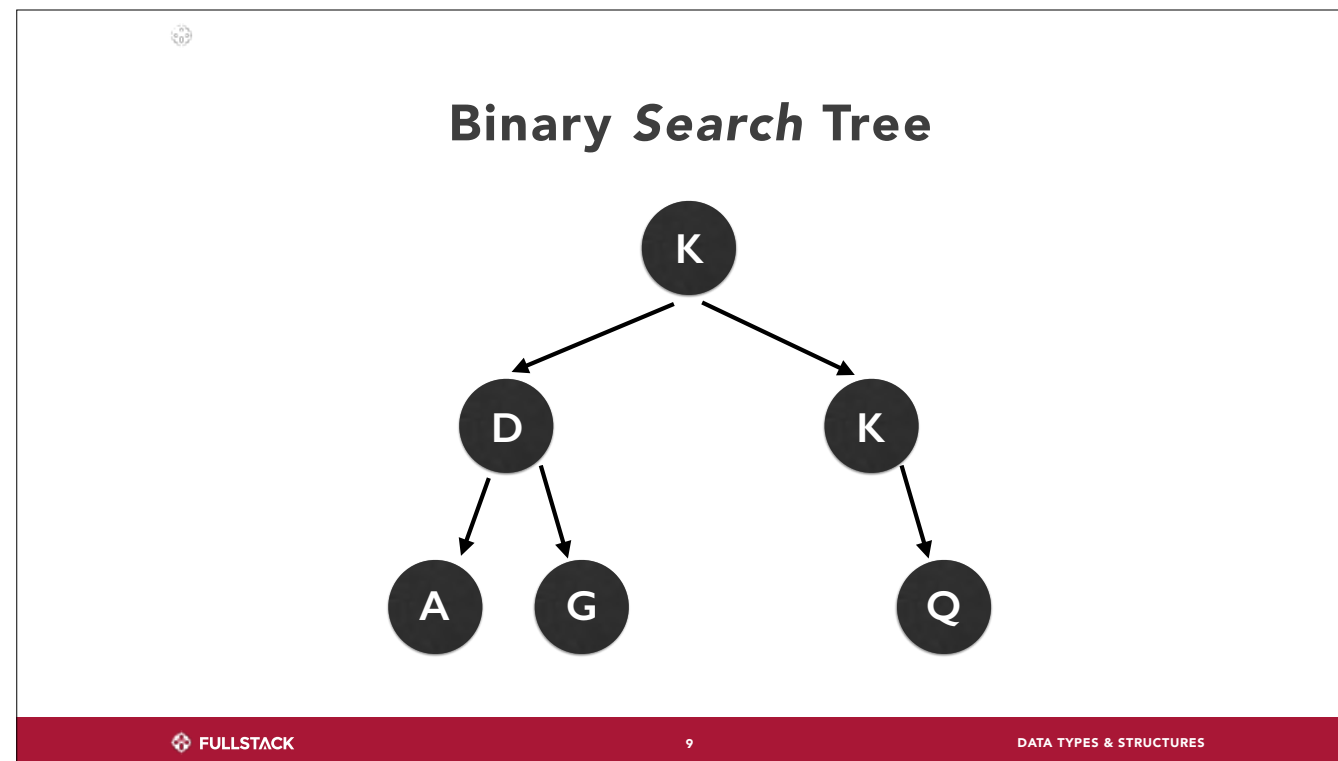 Binary Search Tree
K
D K
A G Q
FULLSTACK 9 DATA TYPES & STRUCTURES